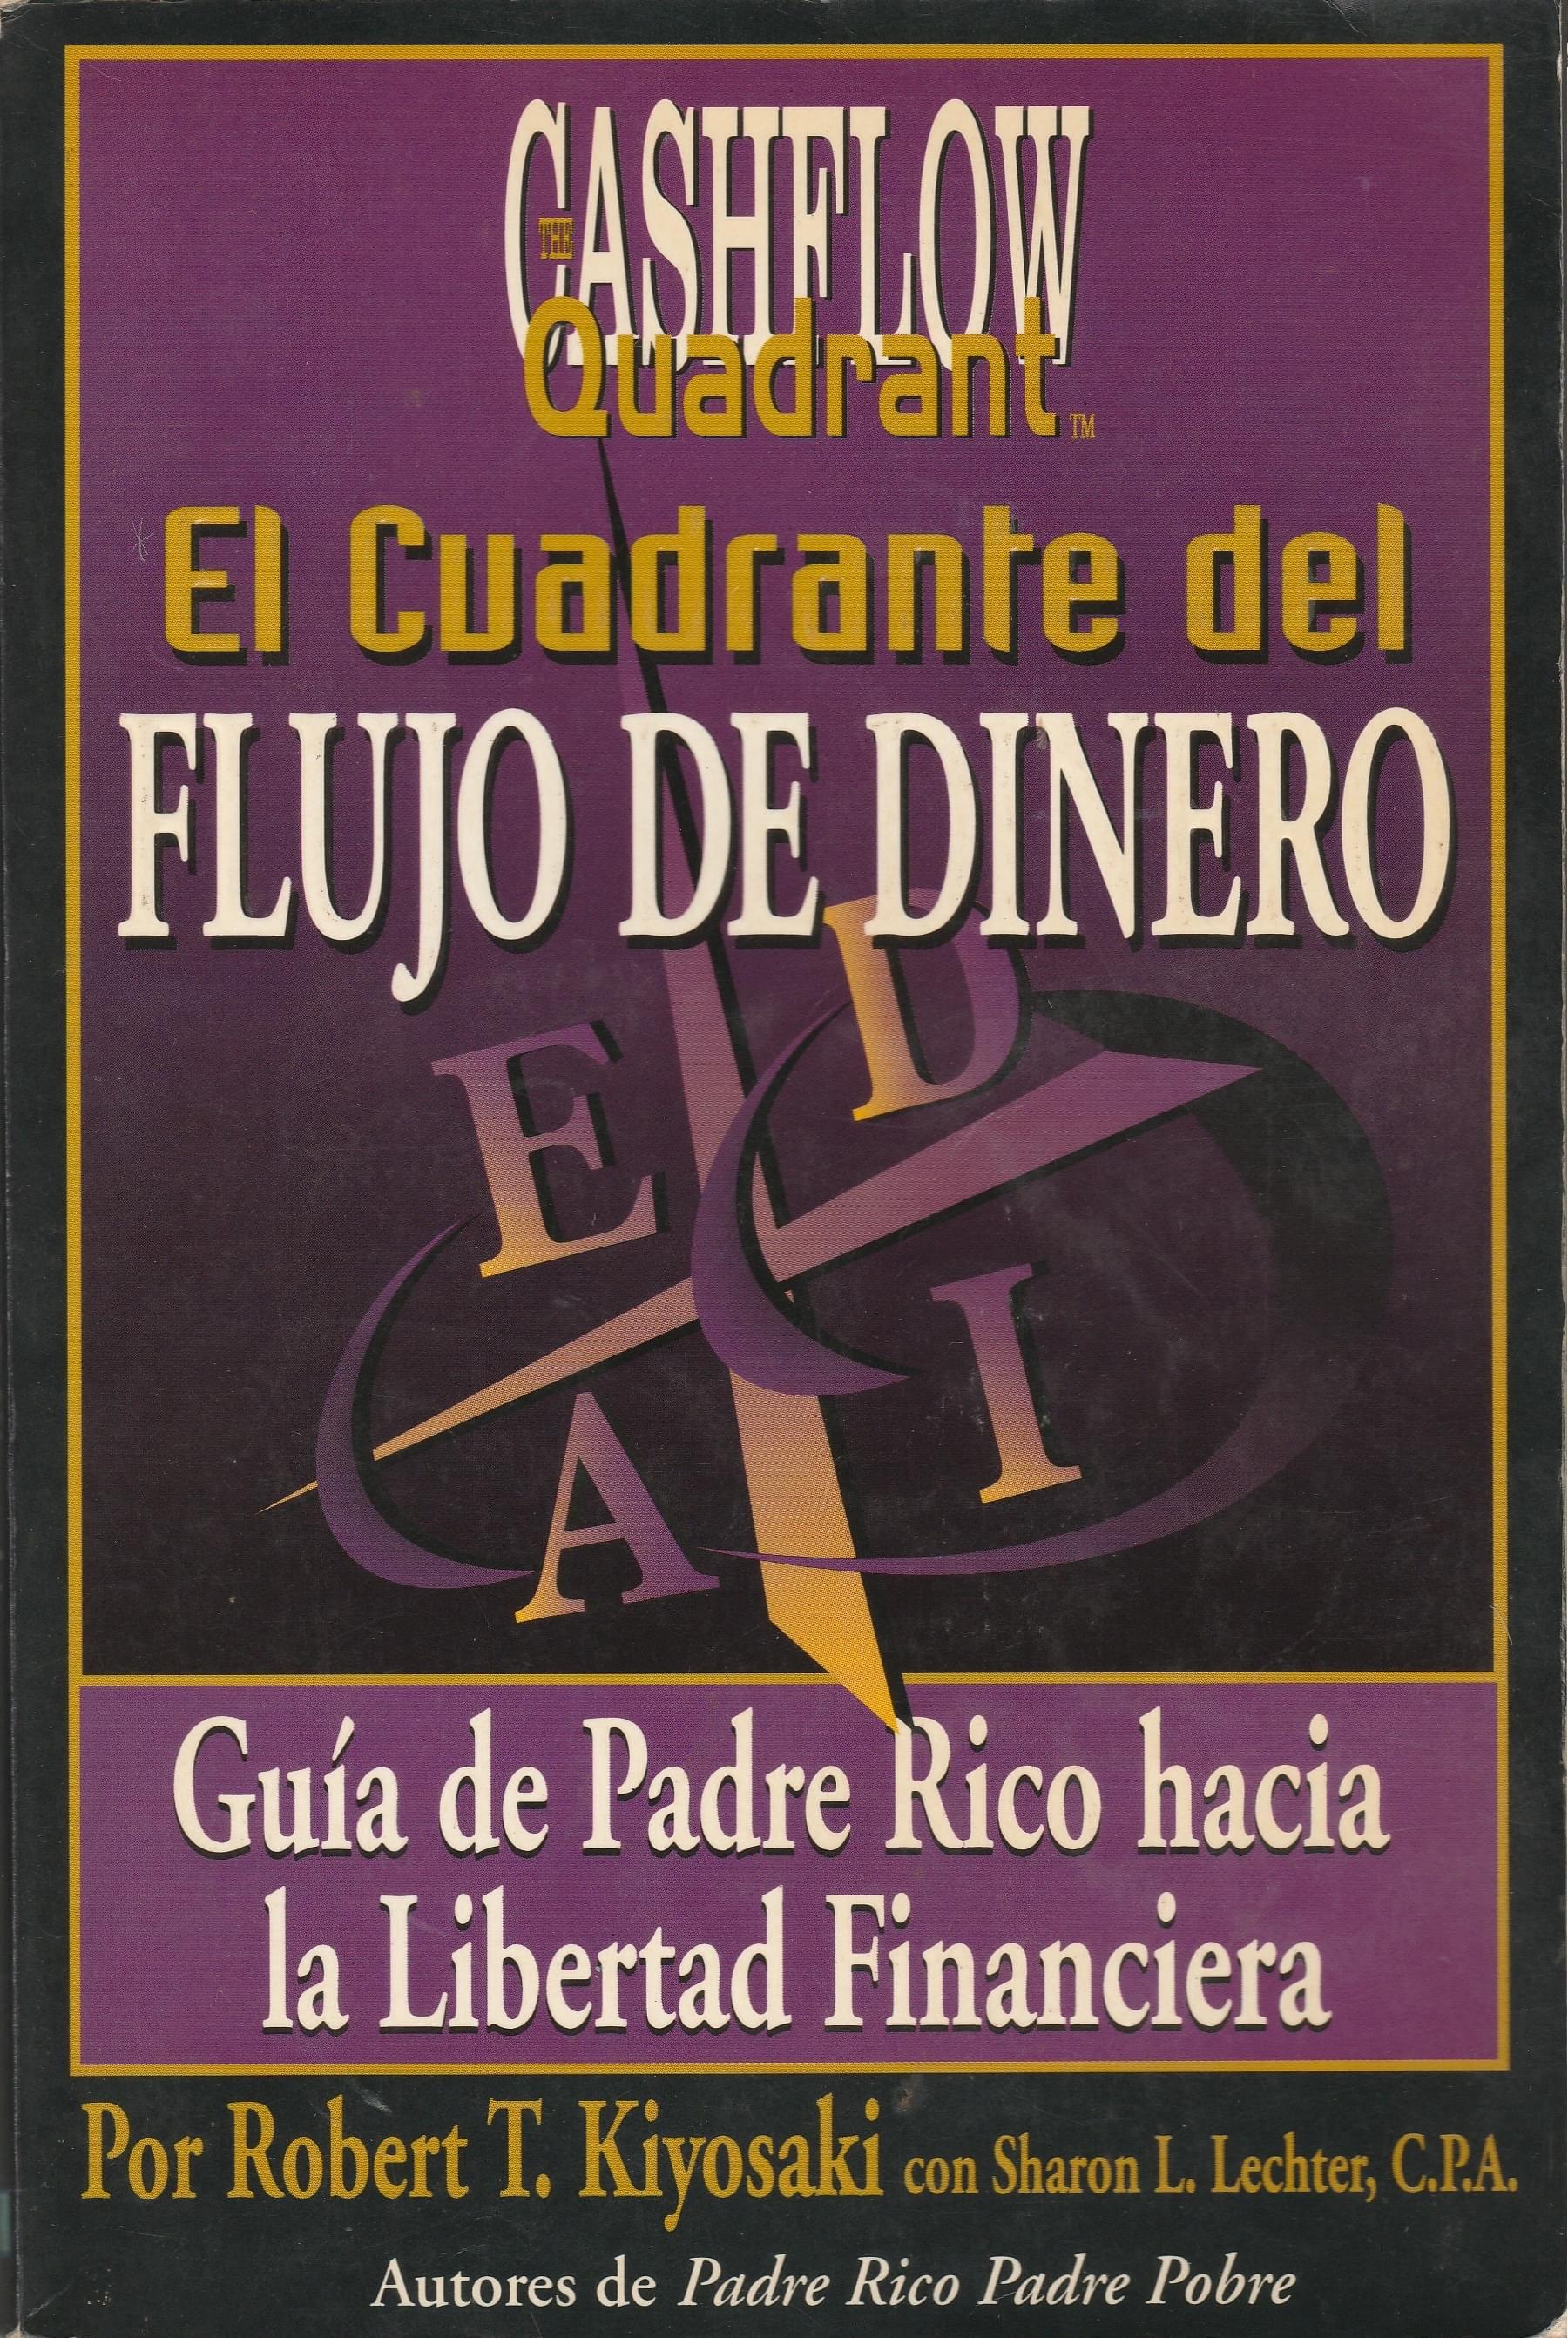 THE CASHFLOW
Quadrant™
El Cuadrante del
FLUJO DE DINERO
E D
A I
Guía de Padre Rico hacia
la Libertad Financiera
Por Robert T. Kiyosaki con Sharon L. Lechter, C.P.A.
Autores de Padre Rico Padre Pobre